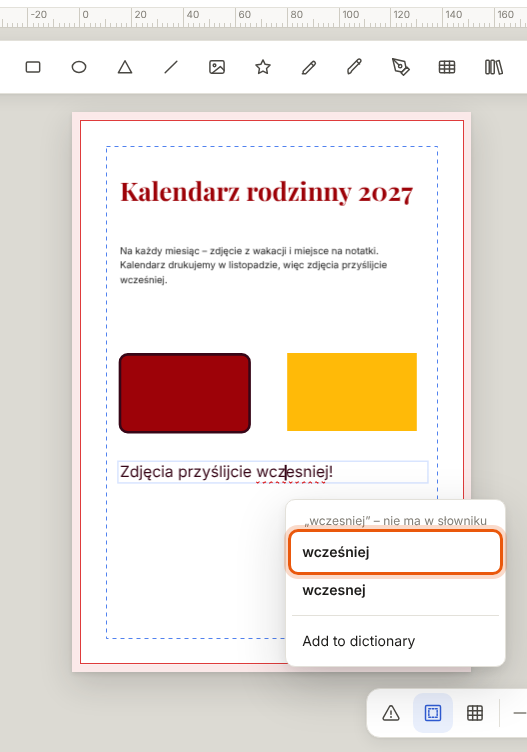 -20 0 20 40 60 80 100 120 140 160
Kalendarz rodzinny 2027
Na każdy miesiąc – zdjęcie z wakacji i miejsce na notatki.
Kalendarz drukujemy w listopadzie, więc zdjęcia przyślijcie
wcześniej.
Zdjęcia przyślijcie wczesniej!
„wczesniej” – nie ma w słowniku
wcześniej
wczesnej
Add to dictionary